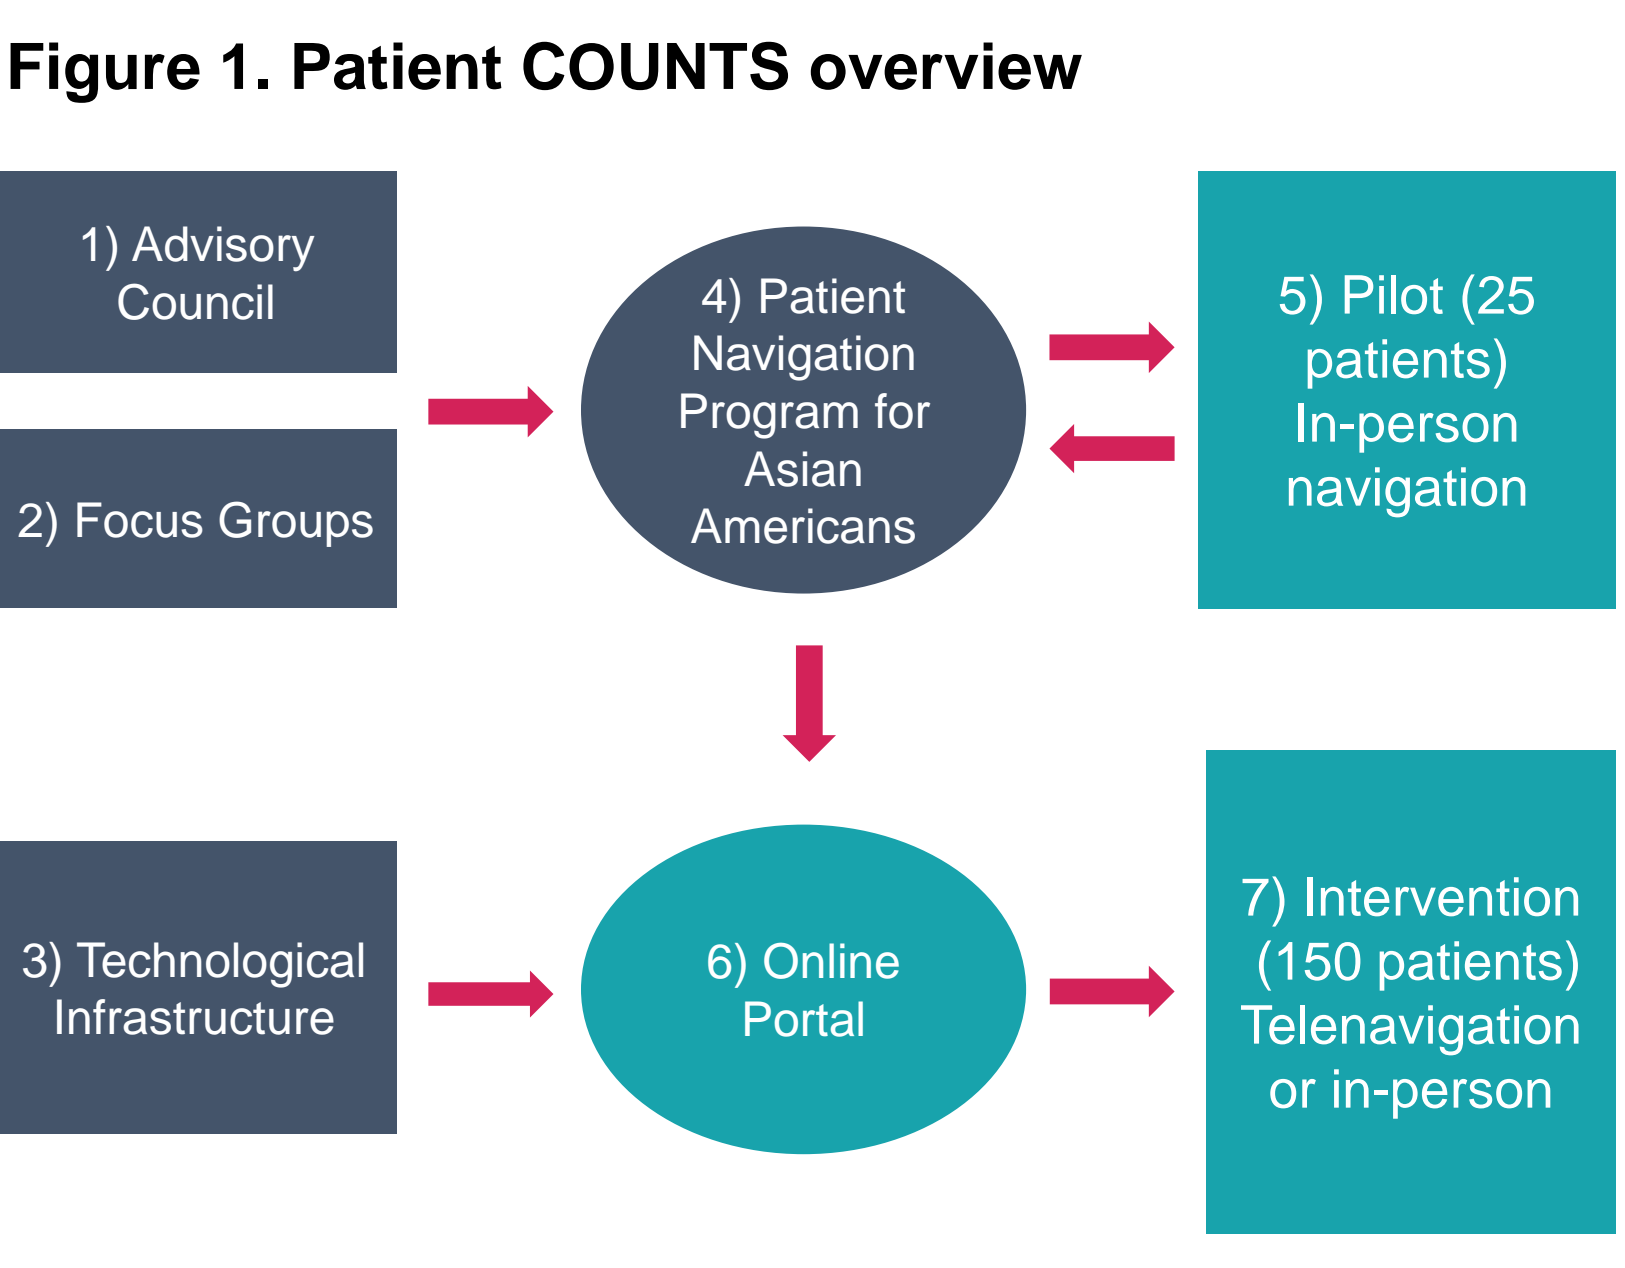 Figure 1. Patient COUNTS overview
1) Advisory
Council
2) Focus Groups
4) Patient
Navigation
Program for
Asian
Americans
5) Pilot (25
patients)
In-person
navigation
3) Technological
Infrastructure
6) Online
Portal
7) Intervention
(150 patients)
Telenavigation
or in-person